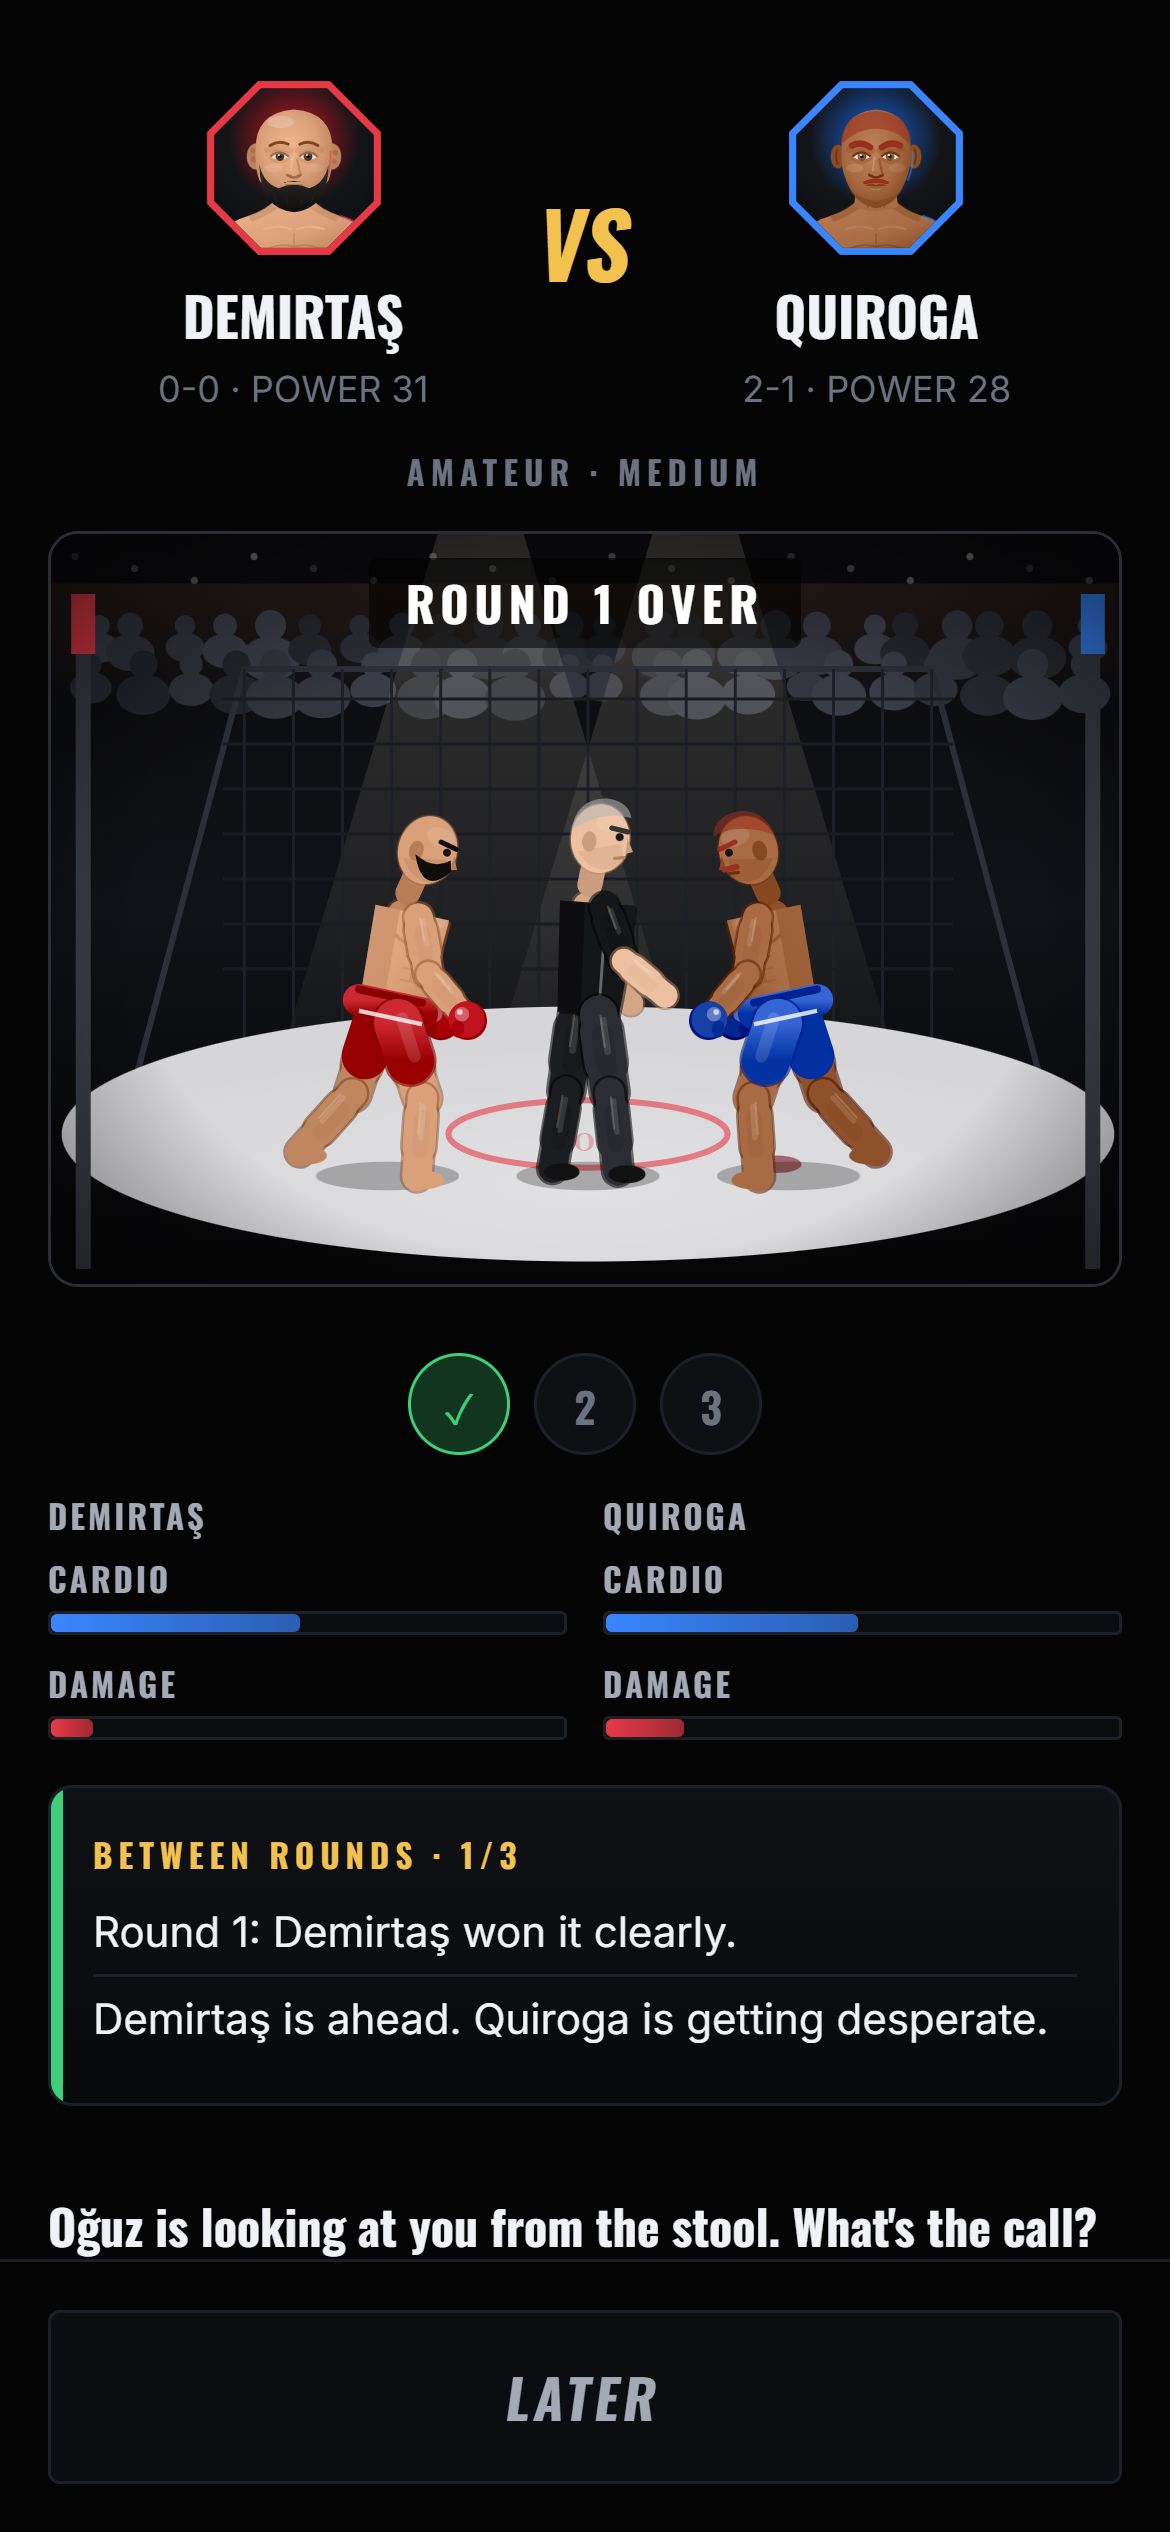 VS
DEMIRTAŞ
QUIROGA
0-0 · POWER 31
2-1 · POWER 28
AMATEUR · MEDIUM
ROUND 1 OVER
✓ 2 3
DEMIRTAŞ
CARDIO
DAMAGE
QUIROGA
CARDIO
DAMAGE
BETWEEN ROUNDS · 1/3
Round 1: Demirtaş won it clearly.
Demirtaş is ahead. Quiroga is getting desperate.
Oğuz is looking at you from the stool. What's the call?
LATER